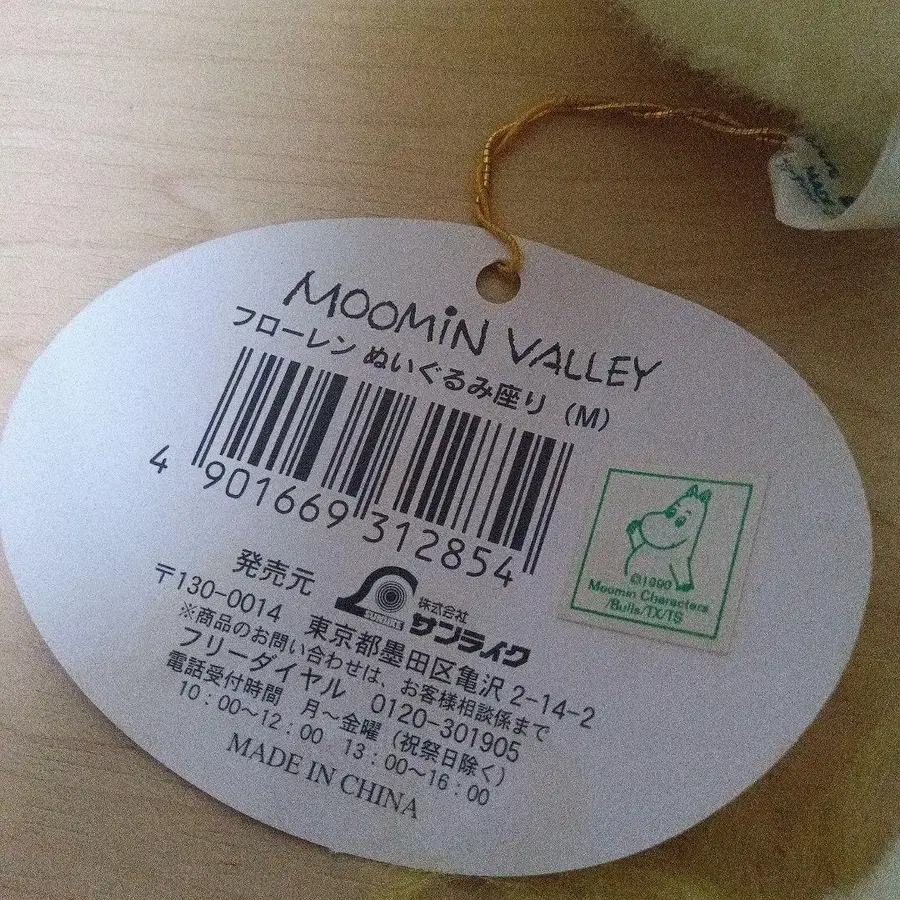 MOOMIN VALLEY
フローレン ぬいぐるみ座り（M）
4 901669 312854
©1990
Moomin Characters
/Bulls/TX/TS
発売元 SUNLIKE 株式会社 サンライク
〒130-0014 東京都墨田区亀沢 2-14-2
※商品のお問い合わせは、お客様相談係まで
フリーダイヤル 0120-301905
電話受付時間 月～金曜（祝祭日除く）
10：00～12：00 13：00～16：00
MADE IN CHINA